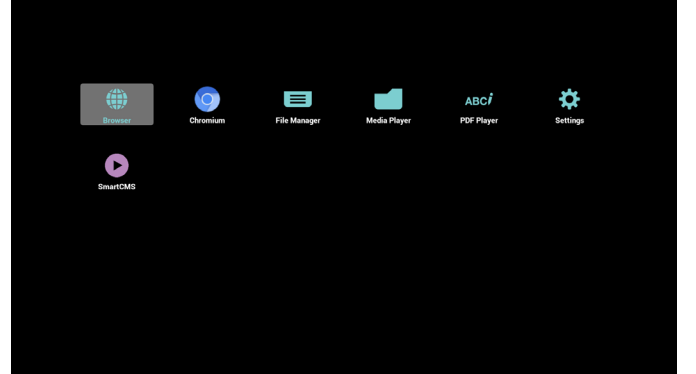 Browser
Chromium
File Manager
Media Player
ABCi
PDF Player
Settings
SmartCMS